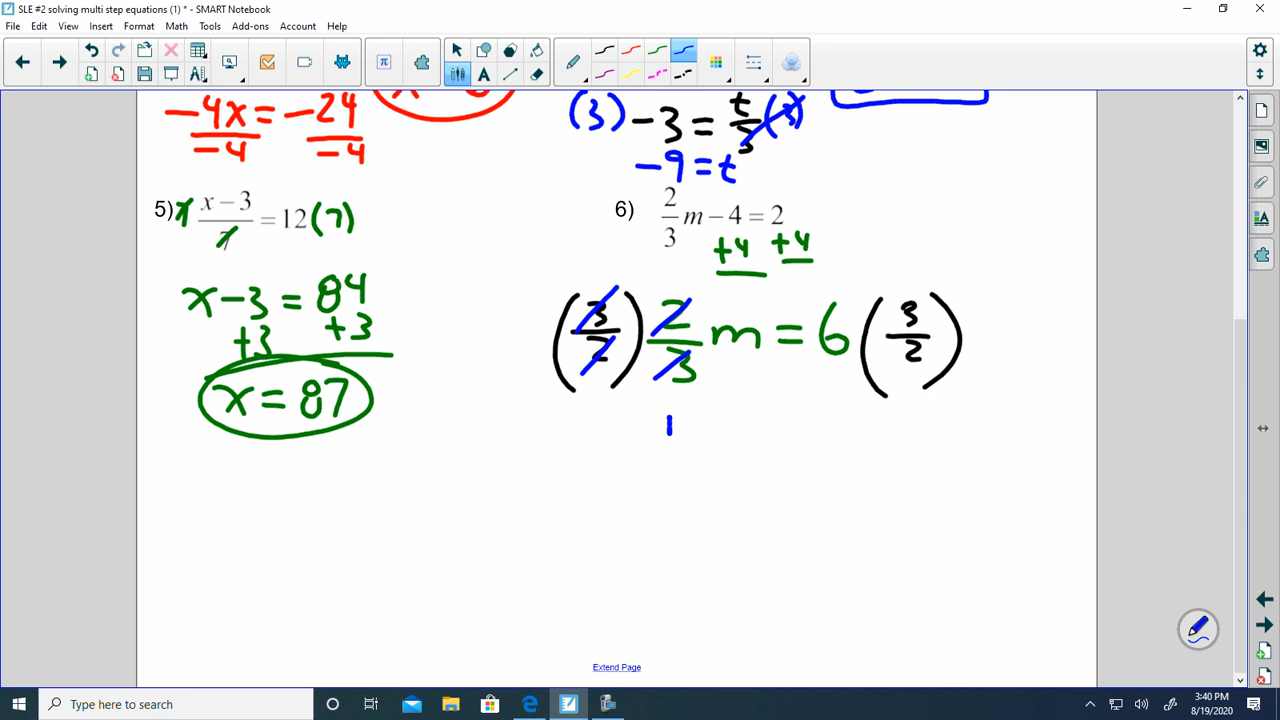 SLE #2 solving multi step equations (1) * - SMART Notebook
File Edit View Insert Format Math Tools Add-ons Account Help
-4x = -24
-4 -4
(3) -3 = t/3 (3)
-9 = t
5) 7 x - 3 / 7 = 12 (7)
x - 3 = 84
+3 +3
x = 87
6) 2/3 m - 4 = 2
+4 +4
(3/2) 2/3 m = 6 (3/2)
Extend Page
Type here to search
3:40 PM
8/19/2020